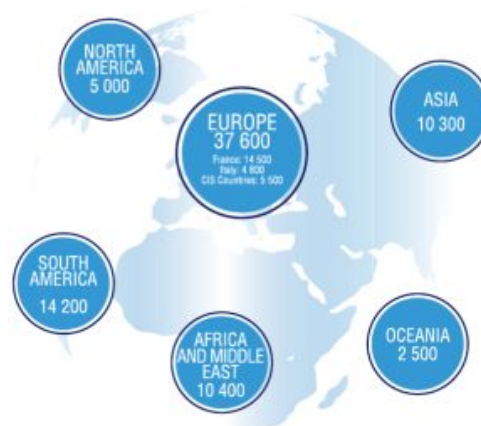 NORTH
AMERICA
5 000
EUROPE
37 600
France: 14 500
Italy: 4 800
CIS Countries: 5 500
ASIA
10 300
SOUTH
AMERICA
14 200
AFRICA
AND MIDDLE
EAST
10 400
OCEANIA
2 500